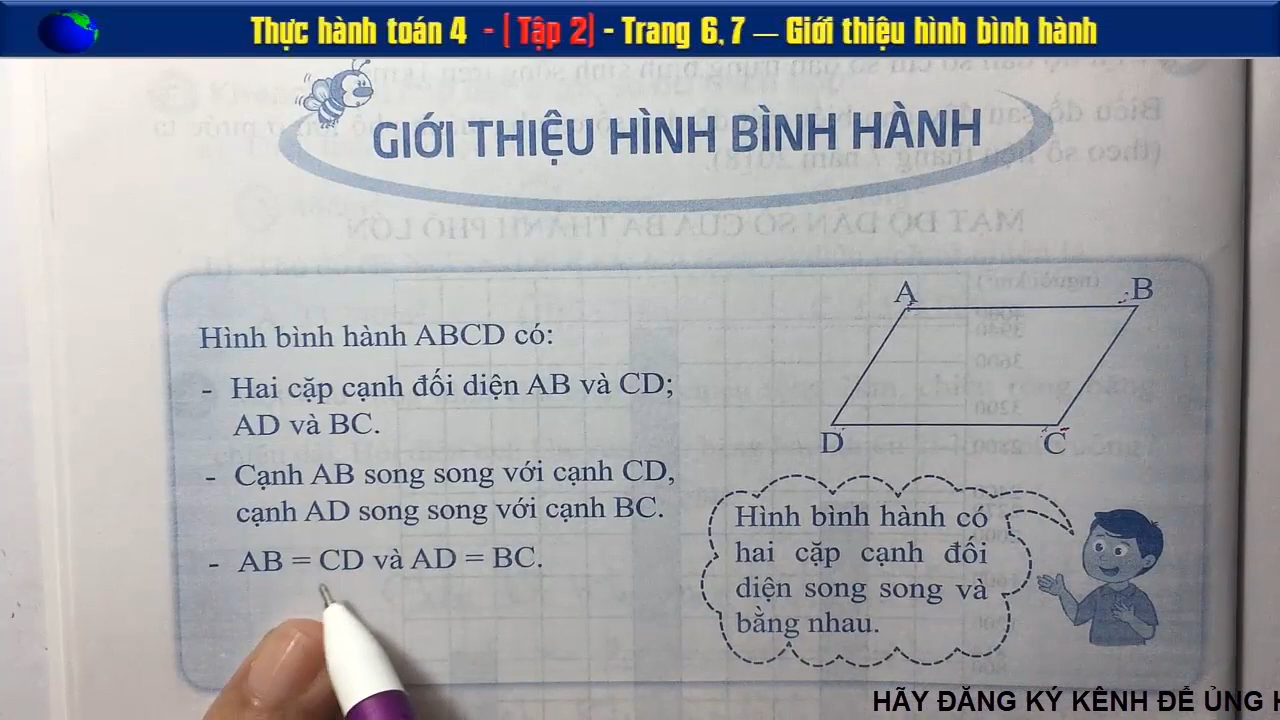 Thực hành toán 4 - [ Tập 2] - Trang 6, 7 — Giới thiệu hình bình hành
GIỚI THIỆU HÌNH BÌNH HÀNH
Hình bình hành ABCD có:
- Hai cặp cạnh đối diện AB và CD;
AD và BC.
- Cạnh AB song song với cạnh CD,
cạnh AD song song với cạnh BC.
- AB = CD và AD = BC.
A B
D C
Hình bình hành có
hai cặp cạnh đối
diện song song và
bằng nhau.
HÃY ĐĂNG KÝ KÊNH ĐỂ ỦNG H